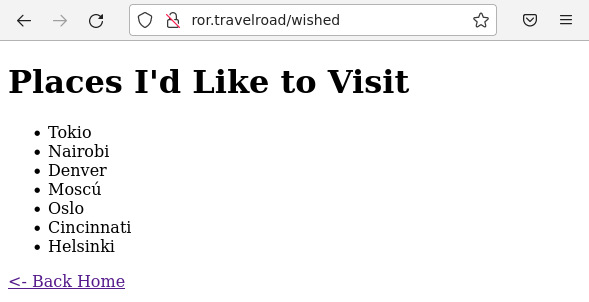 ror.travelroad/wished
Places I'd Like to Visit
• Tokio
• Nairobi
• Denver
• Moscú
• Oslo
• Cincinnati
• Helsinki
<- Back Home